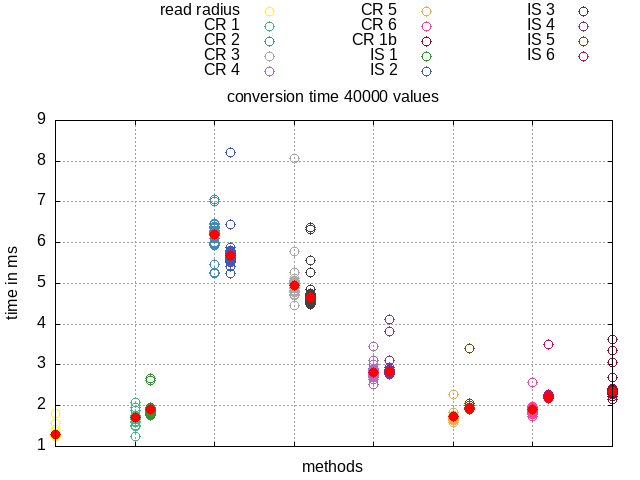 read radius
CR 1
CR 2
CR 3
CR 4
CR 5
CR 6
CR 1b
IS 1
IS 2
IS 3
IS 4
IS 5
IS 6
conversion time 40000 values
9
8
7
6
5
4
3
2
1
time in ms
methods